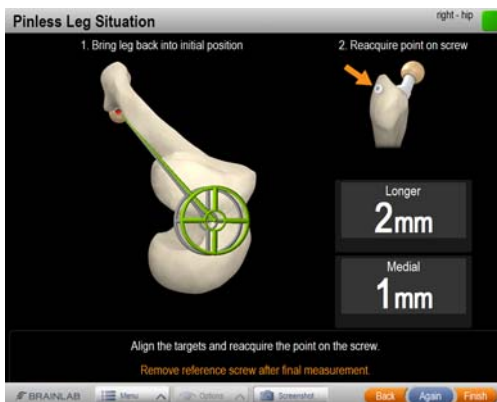 Pinless Leg Situation
right - hip
1. Bring leg back into initial position
2. Reacquire point on screw
Longer
2mm
Medial
1mm
Align the targets and reacquire the point on the screw.
Remove reference screw after final measurement.
BRAINLAB
Menu
Options
Screenshot
Back
Again
Finish